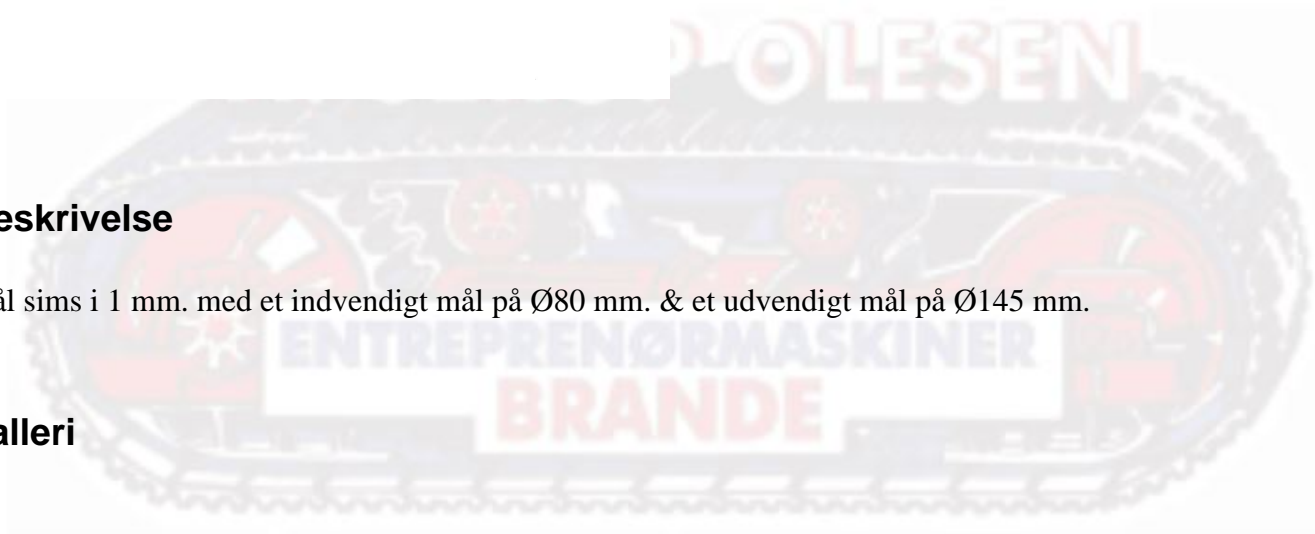 P OLESEN
eskrivelse
ål sims i 1 mm. med et indvendigt mål på Ø80 mm. & et udvendigt mål på Ø145 mm.
ENTREPRENØRMASKINER
BRANDE
alleri